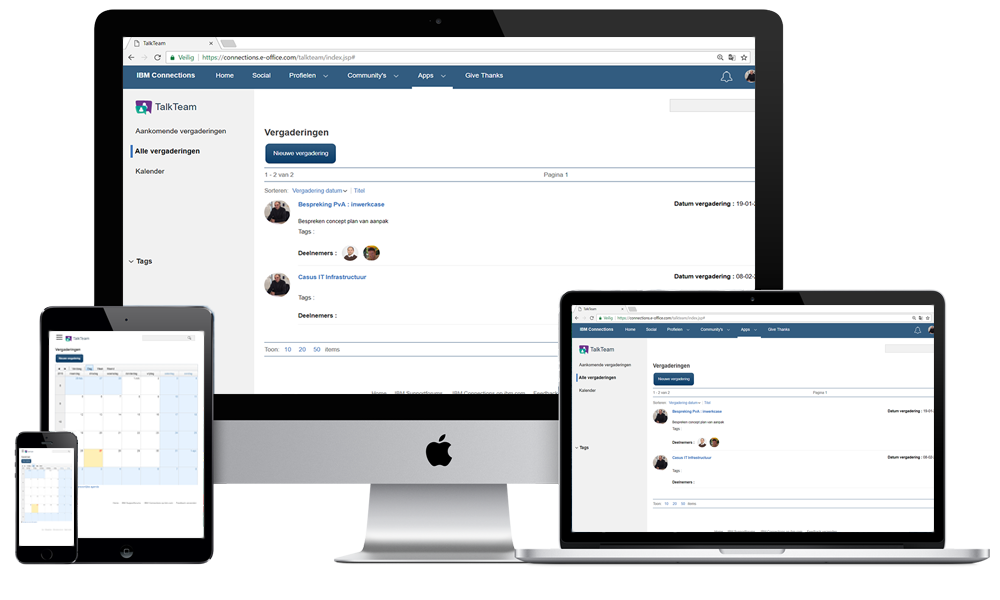 TalkTeam
Veilig | https://connections.e-office.com/talkteam/index.jsp#
IBM Connections Home Social Profielen Community's Apps Give Thanks
TalkTeam
Aankomende vergaderingen
Alle vergaderingen
Kalender
Tags
Vergaderingen
Nieuwe vergadering
1 - 2 van 2 Pagina 1
Sorteren: Vergadering datum | Titel
Bespreking PvA : inwerkcase Datum vergadering : 19-01-
Bespreken concept plan van aanpak
Tags :
Deelnemers :
Casus IT Infrastructuur Datum vergadering : 08-02-
Tags :
Deelnemers :
Toon: 10 20 50 items
Home IBM Supportforums IBM Connections op ibm.com Feedback
TalkTeam
Vergaderingen
Nieuwe vergadering
TalkTeam
Veilig | https://connections.e-office.com/talkteam/index.jsp#
IBM Connections Home Social Profielen Community's Apps Give Thanks
TalkTeam
Aankomende vergaderingen
Alle vergaderingen
Kalender
Tags
Vergaderingen
Nieuwe vergadering
1 - 2 van 2 Pagina 1
Sorteren: Vergadering datum | Titel
Bespreking PvA : inwerkcase Datum vergadering : 19-01-
Bespreken concept plan van aanpak
Tags :
Deelnemers :
Casus IT Infrastructuur Datum vergadering : 08-02-
Tags :
Deelnemers :
Toon: 10 20 50 items